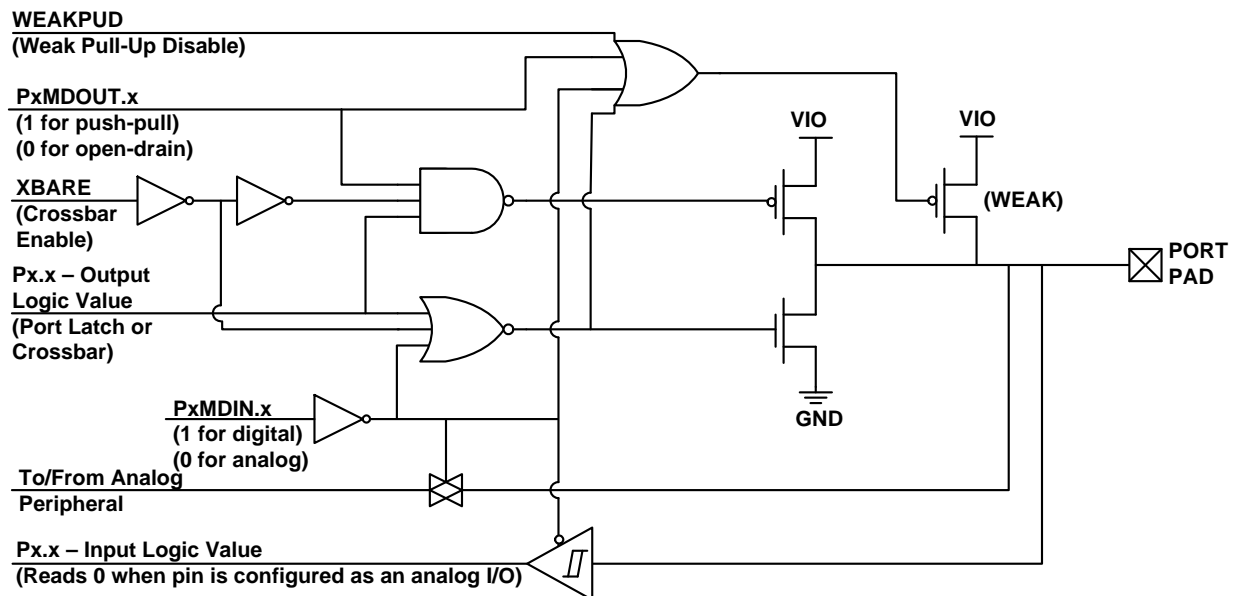 WEAKPUD
(Weak Pull-Up Disable)
PxMDOUT.x
(1 for push-pull)
(0 for open-drain)
XBARE
(Crossbar
Enable)
Px.x – Output
Logic Value
(Port Latch or
Crossbar)
PxMDIN.x
(1 for digital)
(0 for analog)
To/From Analog
Peripheral
Px.x – Input Logic Value
(Reads 0 when pin is configured as an analog I/O)
VIO
VIO
(WEAK)
GND
PORT
PAD